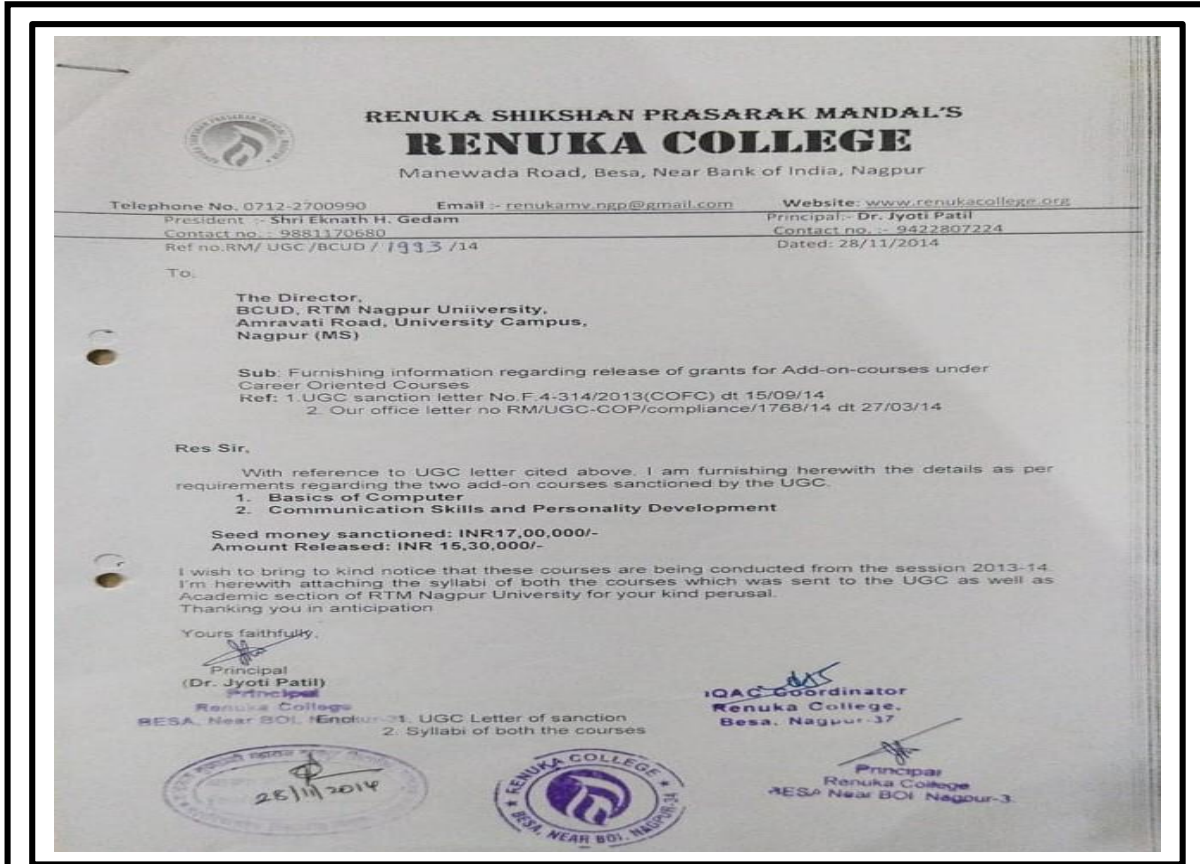 RENUKA SHIKSHAN PRASARAK MANDAL'S
RENUKA COLLEGE
Manewada Road, Besa, Near Bank of India, Nagpur
Telephone No. 0712-2700990 Email :- renukamv.ngp@gmail.com Website: www.renukacollege.org
President :- Shri Eknath H. Gedam Principal:- Dr. Jyoti Patil
Contact no. : 9881170680 Contact no. :- 9422807224
Ref no.RM/ UGC /BCUD / 1993 /14 Dated: 28/11/2014
To,
The Director,
BCUD, RTM Nagpur Uniiversity,
Amravati Road, University Campus,
Nagpur (MS)
Sub: Furnishing information regarding release of grants for Add-on-courses under
Career Oriented Courses
Ref: 1.UGC sanction letter No.F.4-314/2013(COFC) dt 15/09/14
2. Our office letter no RM/UGC-COP/compliance/1768/14 dt 27/03/14
Res Sir,
With reference to UGC letter cited above. I am furnishing herewith the details as per
requirements regarding the two add-on courses sanctioned by the UGC.
1. Basics of Computer
2. Communication Skills and Personality Development
Seed money sanctioned: INR17,00,000/-
Amount Released: INR 15,30,000/-
I wish to bring to kind notice that these courses are being conducted from the session 2013-14.
I'm herewith attaching the syllabi of both the courses which was sent to the UGC as well as
Academic section of RTM Nagpur University for your kind perusal.
Thanking you in anticipation
Yours faithfully,
Principal
(Dr. Jyoti Patil)
Principal
Renuka College
BESA, Near BOI,
1. UGC Letter of sanction
2. Syllabi of both the courses
IQAC Coordinator
Renuka College,
Besa, Nagpur-37
28/11/2014
RENUKA COLLEGE
BESA, NEAR BOI, NAGPUR-34
Principal
Renuka College
BESA Near BOI Nagpur-3